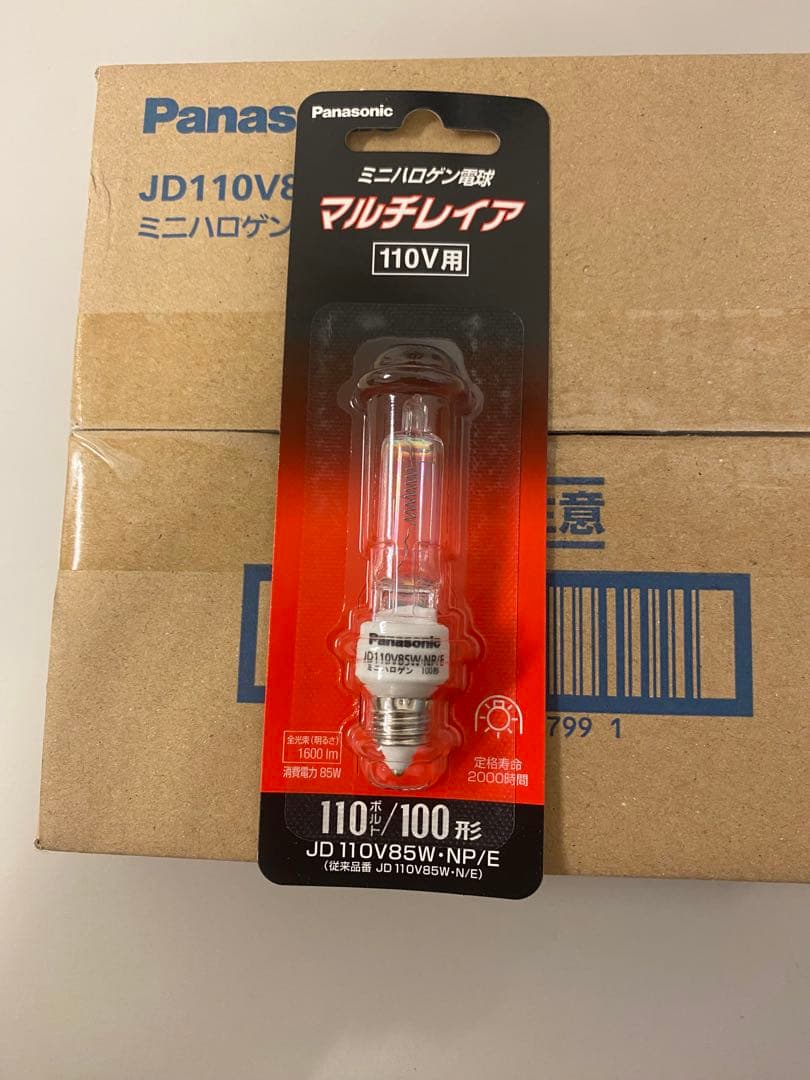 Panas
JD110V8
ミニハロゲン
Panasonic
ミニハロゲン電球
マルチレイア
110V用
Panasonic
JD110V85W・NP/E
ミニハロゲン 100形
全光束(明るさ)
1600 lm
消費電力 85W
定格寿命
2000時間
110ボルト/100形
JD 110V85W・NP/E
(従来品番 JD 110V85W・N/E)
意
799 1